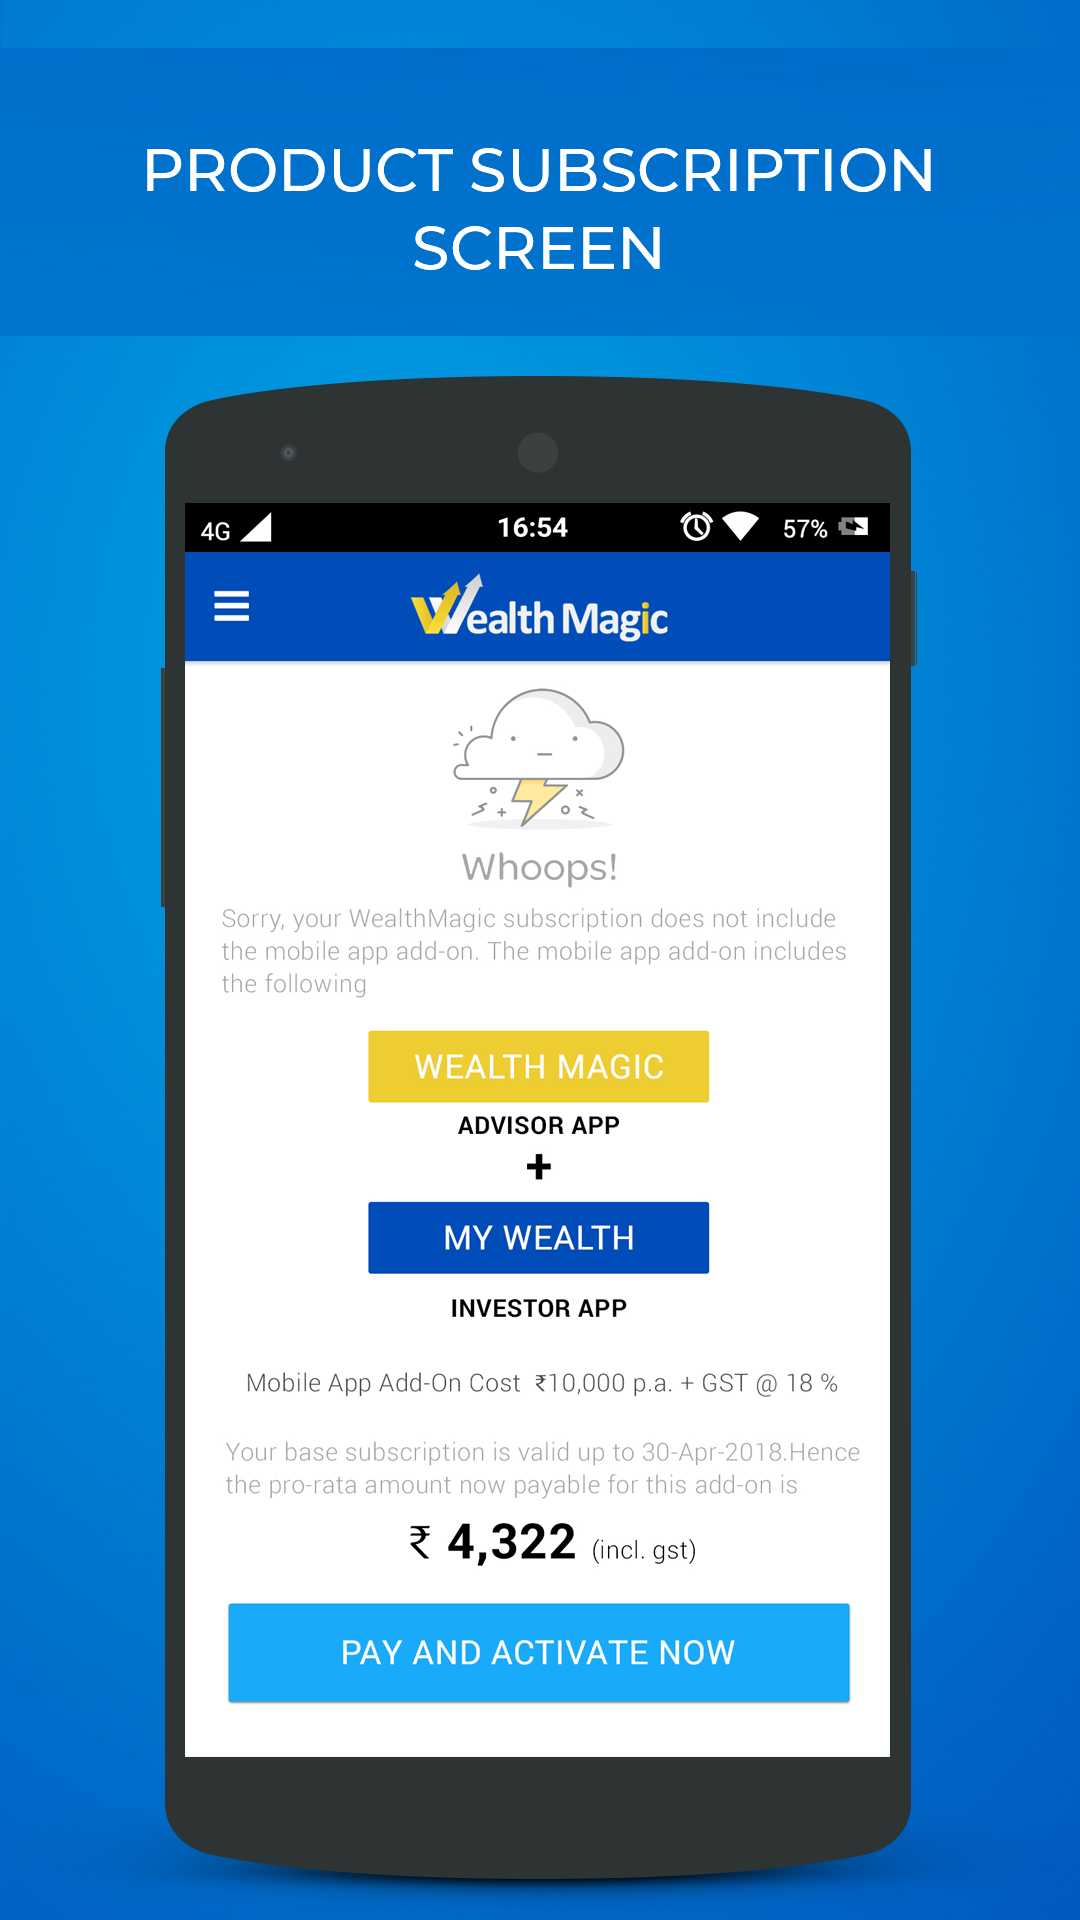 PRODUCT SUBSCRIPTION
SCREEN
4G 16:54 57%
Wealth Magic
Whoops!
Sorry, your WealthMagic subscription does not include
the mobile app add-on. The mobile app add-on includes
the following
WEALTH MAGIC
ADVISOR APP
+
MY WEALTH
INVESTOR APP
Mobile App Add-On Cost ₹10,000 p.a. + GST @ 18 %
Your base subscription is valid up to 30-Apr-2018.Hence
the pro-rata amount now payable for this add-on is
₹ 4,322 (incl. gst)
PAY AND ACTIVATE NOW